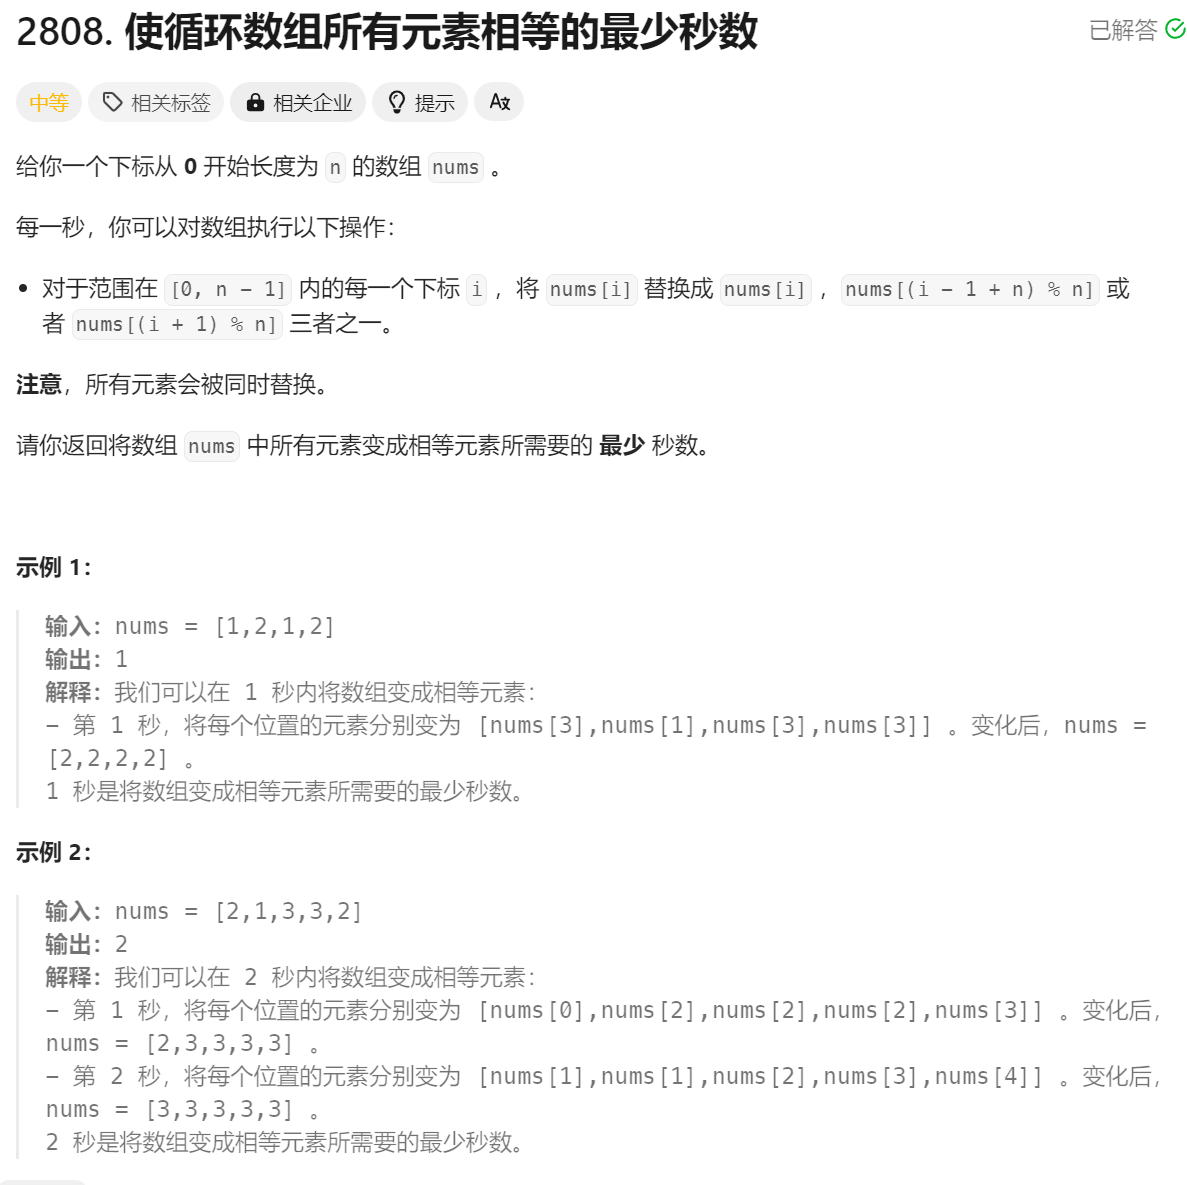 2808. 使循环数组所有元素相等的最少秒数
已解答
中等 相关标签 相关企业 提示
给你一个下标从 0 开始长度为 n 的数组 nums 。
每一秒，你可以对数组执行以下操作：
• 对于范围在 [0, n - 1] 内的每一个下标 i ，将 nums[i] 替换成 nums[i] ，nums[(i - 1 + n) % n] 或
者 nums[(i + 1) % n] 三者之一。
注意，所有元素会被同时替换。
请你返回将数组 nums 中所有元素变成相等元素所需要的 最少 秒数。
示例 1：
输入：nums = [1,2,1,2]
输出：1
解释：我们可以在 1 秒内将数组变成相等元素：
- 第 1 秒，将每个位置的元素分别变为 [nums[3],nums[1],nums[3],nums[3]] 。变化后，nums =
[2,2,2,2] 。
1 秒是将数组变成相等元素所需要的最少秒数。
示例 2：
输入：nums = [2,1,3,3,2]
输出：2
解释：我们可以在 2 秒内将数组变成相等元素：
- 第 1 秒，将每个位置的元素分别变为 [nums[0],nums[2],nums[2],nums[2],nums[3]] 。变化后，
nums = [2,3,3,3,3] 。
- 第 2 秒，将每个位置的元素分别变为 [nums[1],nums[1],nums[2],nums[3],nums[4]] 。变化后，
nums = [3,3,3,3,3] 。
2 秒是将数组变成相等元素所需要的最少秒数。